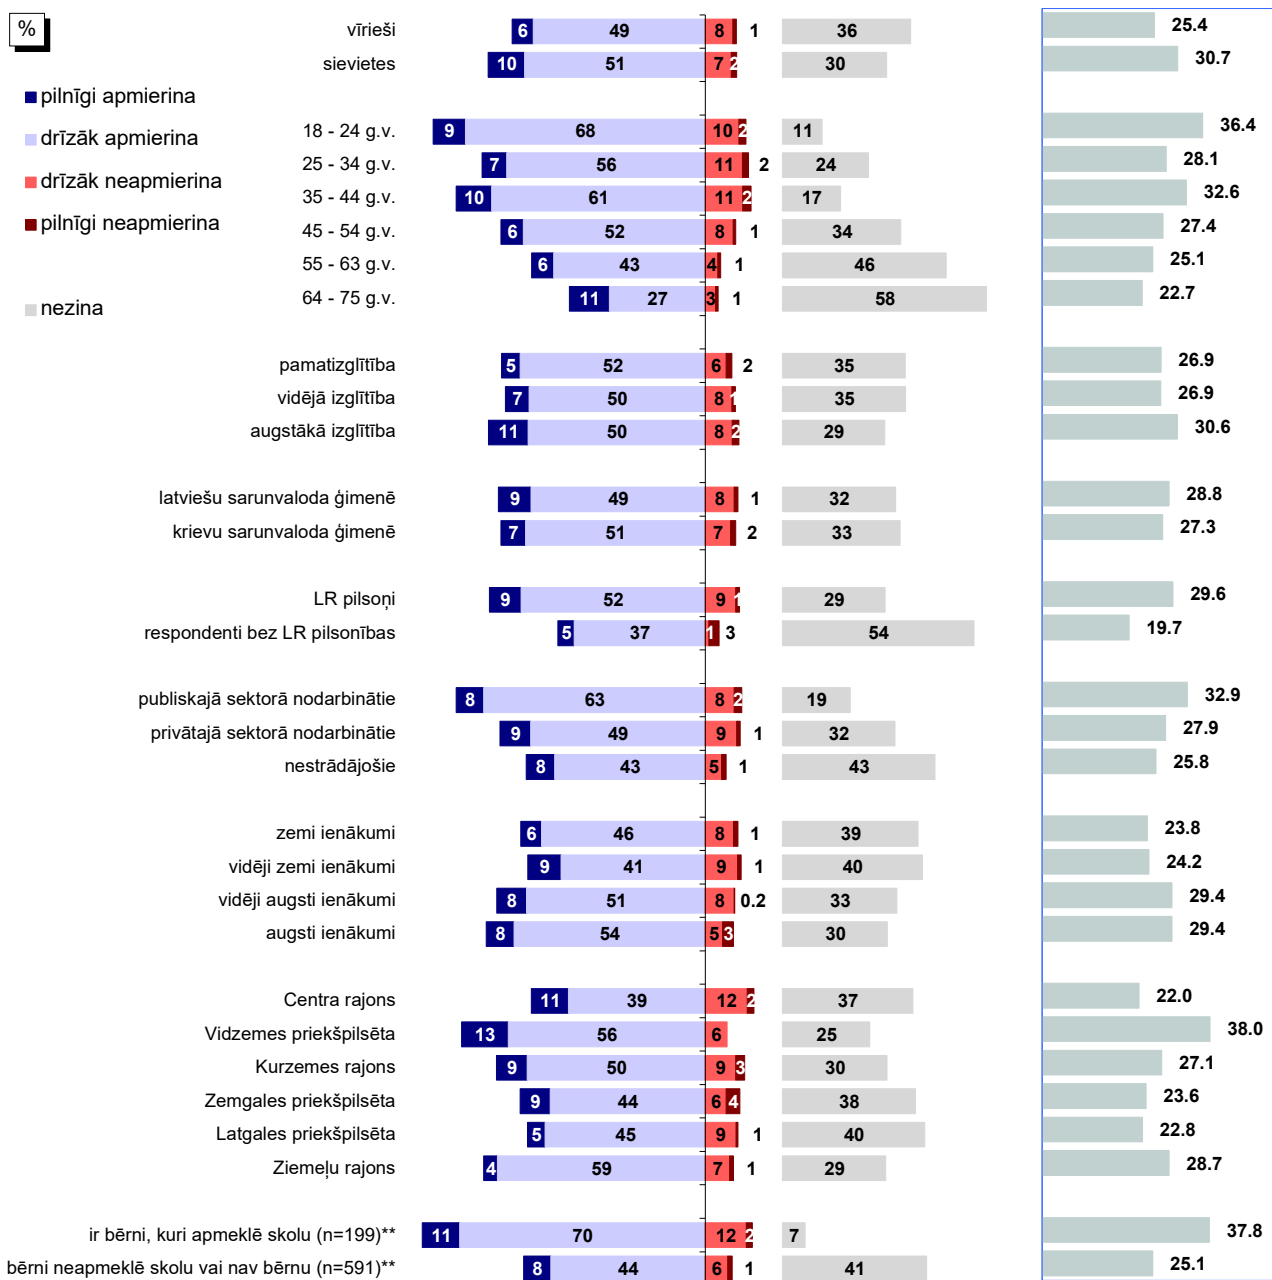 %
pilnīgi apmierina
drīzāk apmierina
drīzāk neapmierina
pilnīgi neapmierina
nezina
vīrieši 6 49 8 1 36 25.4
sievietes 10 51 7 2 30 30.7
18 - 24 g.v. 9 68 10 2 11 36.4
25 - 34 g.v. 7 56 11 2 24 28.1
35 - 44 g.v. 10 61 11 2 17 32.6
45 - 54 g.v. 6 52 8 1 34 27.4
55 - 63 g.v. 6 43 4 1 46 25.1
64 - 75 g.v. 11 27 3 1 58 22.7
pamatizglītība 5 52 6 2 35 26.9
vidējā izglītība 7 50 8 1 35 26.9
augstākā izglītība 11 50 8 2 29 30.6
latviešu sarunvaloda ģimenē 9 49 8 1 32 28.8
krievu sarunvaloda ģimenē 7 51 7 2 33 27.3
LR pilsoņi 9 52 9 1 29 29.6
respondenti bez LR pilsonības 5 37 1 3 54 19.7
publiskajā sektorā nodarbinātie 8 63 8 2 19 32.9
privātajā sektorā nodarbinātie 9 49 9 1 32 27.9
nestrādājošie 8 43 5 1 43 25.8
zemi ienākumi 6 46 8 1 39 23.8
vidēji zemi ienākumi 9 41 9 1 40 24.2
vidēji augsti ienākumi 8 51 8 0.2 33 29.4
augsti ienākumi 8 54 5 3 30 29.4
Centra rajons 11 39 12 2 37 22.0
Vidzemes priekšpilsēta 13 56 6 25 38.0
Kurzemes rajons 9 50 9 3 30 27.1
Zemgales priekšpilsēta 9 44 6 4 38 23.6
Latgales priekšpilsēta 5 45 9 1 40 22.8
Ziemeļu rajons 4 59 7 1 29 28.7
ir bērni, kuri apmeklē skolu (n=199)** 11 70 12 2 7 37.8
bērni neapmeklē skolu vai nav bērnu (n=591)** 8 44 6 1 41 25.1